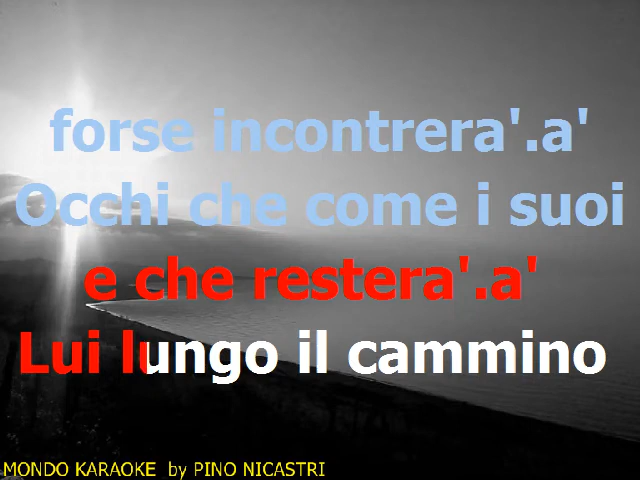 forse incontrera'.a'
Occhi che come i suoi
e che restera'.a'
Lui lungo il cammino
MONDO KARAOKE by PINO NICASTRI